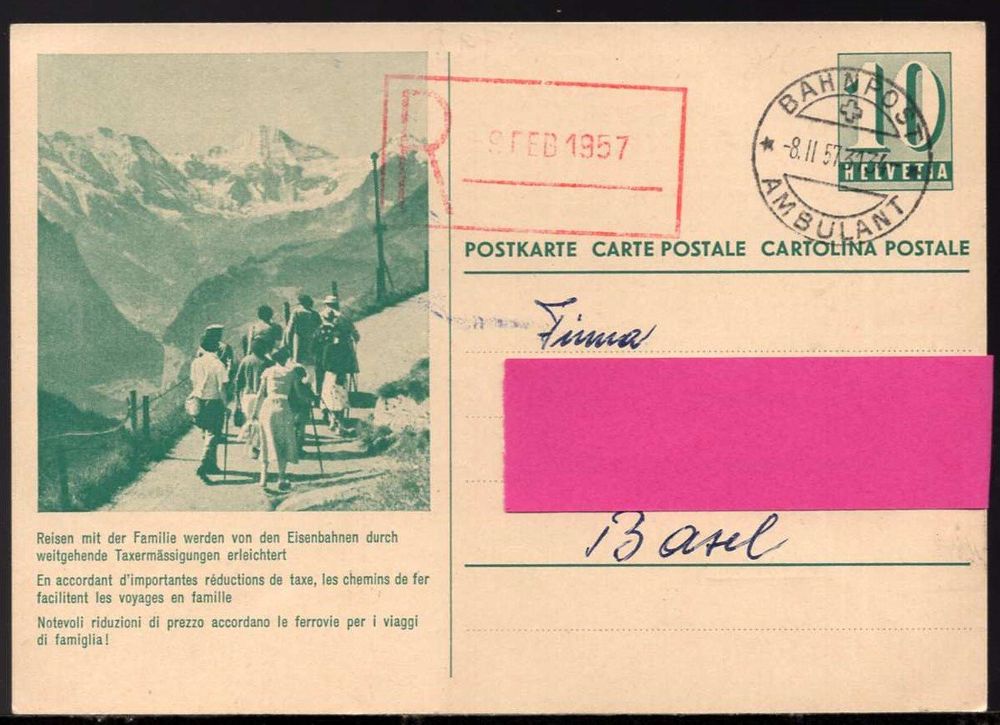 10
HELVETIA
BAHNPOST
-8.II 57
AMBULANT
R
9 FEB 1957
POSTKARTE CARTE POSTALE CARTOLINA POSTALE
Firma
Basel
Reisen mit der Familie werden von den Eisenbahnen durch
weitgehende Taxermässigungen erleichtert
En accordant d'importantes réductions de taxe, les chemins de fer
facilitent les voyages en famille
Notevoli riduzioni di prezzo accordano le ferrovie per i viaggi
di famiglia!